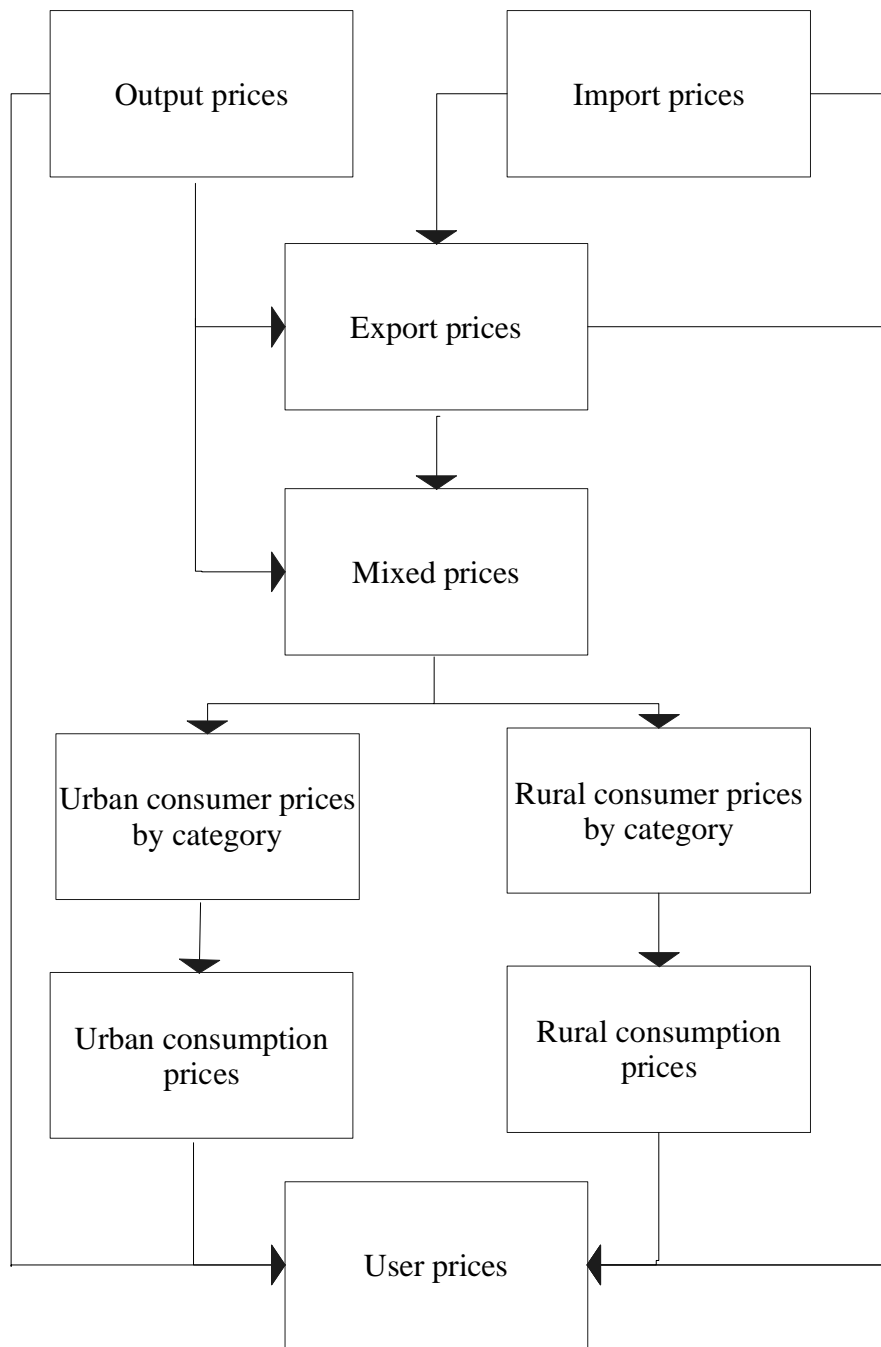 Output prices
Import prices
Export prices
Mixed prices
Urban consumer prices
by category
Rural consumer prices
by category
Urban consumption
prices
Rural consumption
prices
User prices